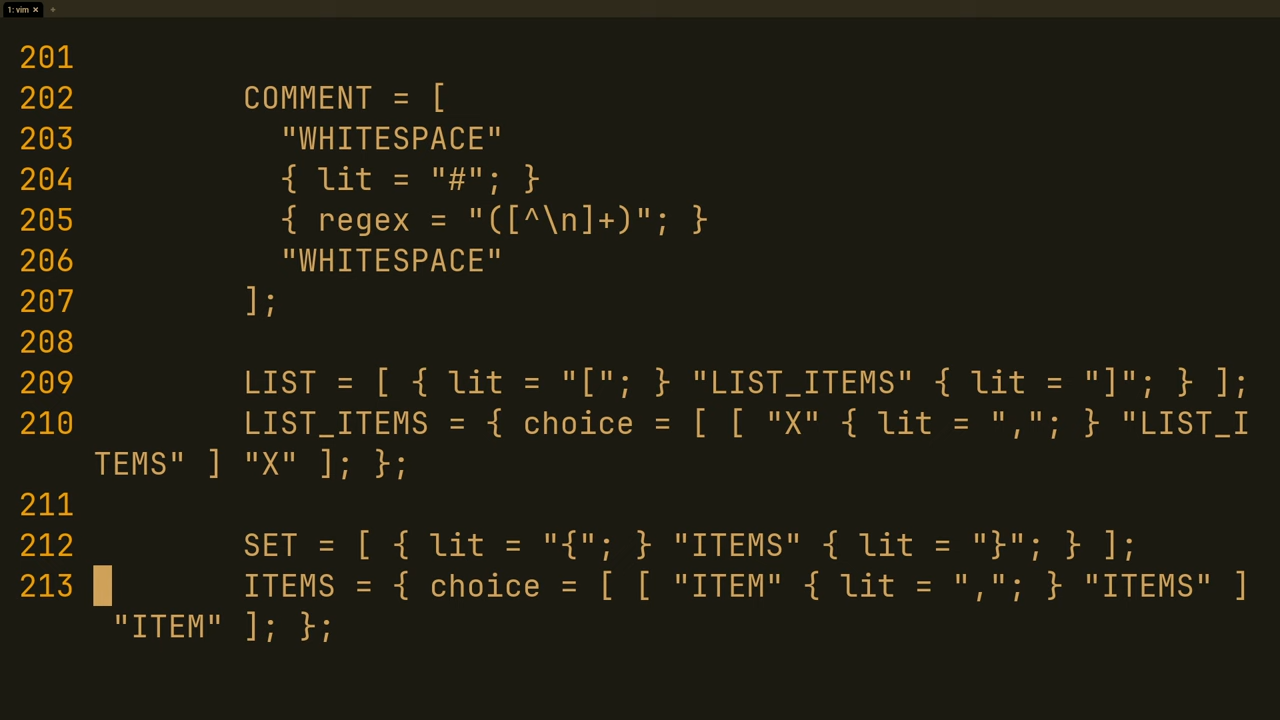 1: vim × +
201
202         COMMENT = [
203           "WHITESPACE"
204           { lit = "#"; }
205           { regex = "([^\n]+)"; }
206           "WHITESPACE"
207         ];
208
209         LIST = [ { lit = "["; } "LIST_ITEMS" { lit = "]"; } ];
210         LIST_ITEMS = { choice = [ [ "X" { lit = ","; } "LIST_I
TEMS" ] "X" ]; };
211
212         SET = [ { lit = "{"; } "ITEMS" { lit = "}"; } ];
213         ITEMS = { choice = [ [ "ITEM" { lit = ","; } "ITEMS" ]
 "ITEM" ]; };